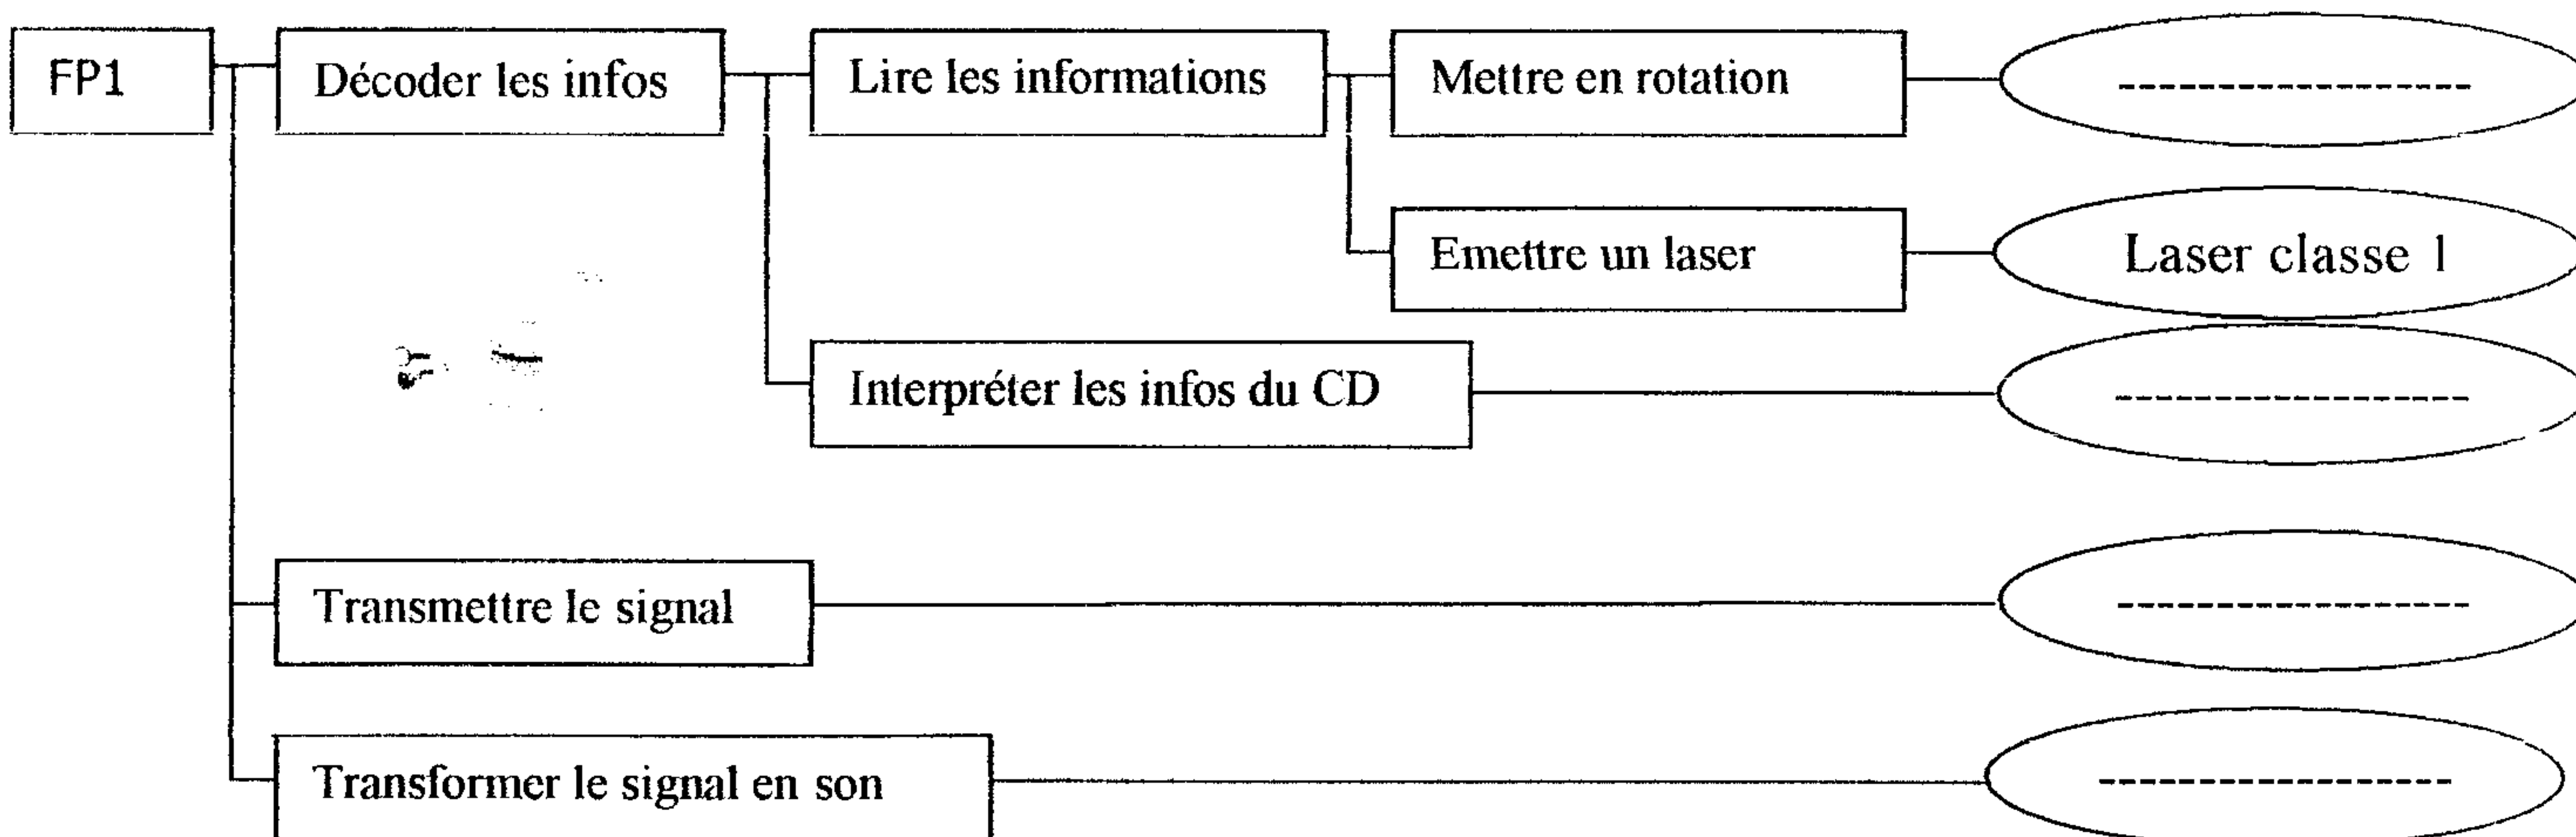 FP1
Décoder les infos
Lire les informations
Mettre en rotation
------------------
Emettre un laser
Laser classe 1
Interpréter les infos du CD
------------------
Transmettre le signal
------------------
Transformer le signal en son
------------------